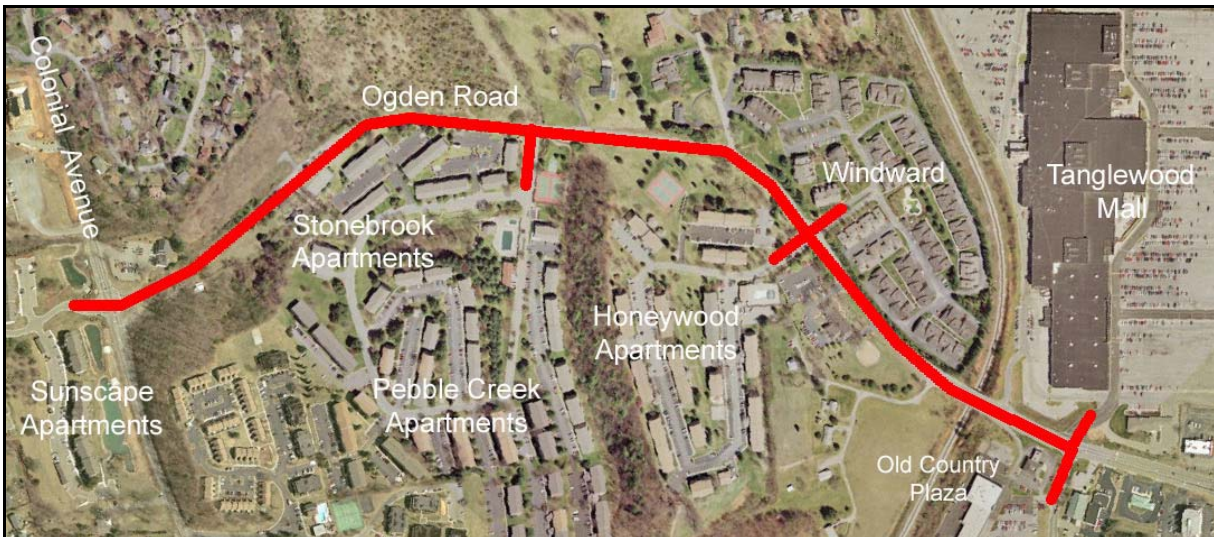 Colonial Avenue
Ogden Road
Windward
Tanglewood
Mall
Stonebrook
Apartments
Honeywood
Apartments
Sunscape
Apartments
Pebble Creek
Apartments
Old Country
Plaza